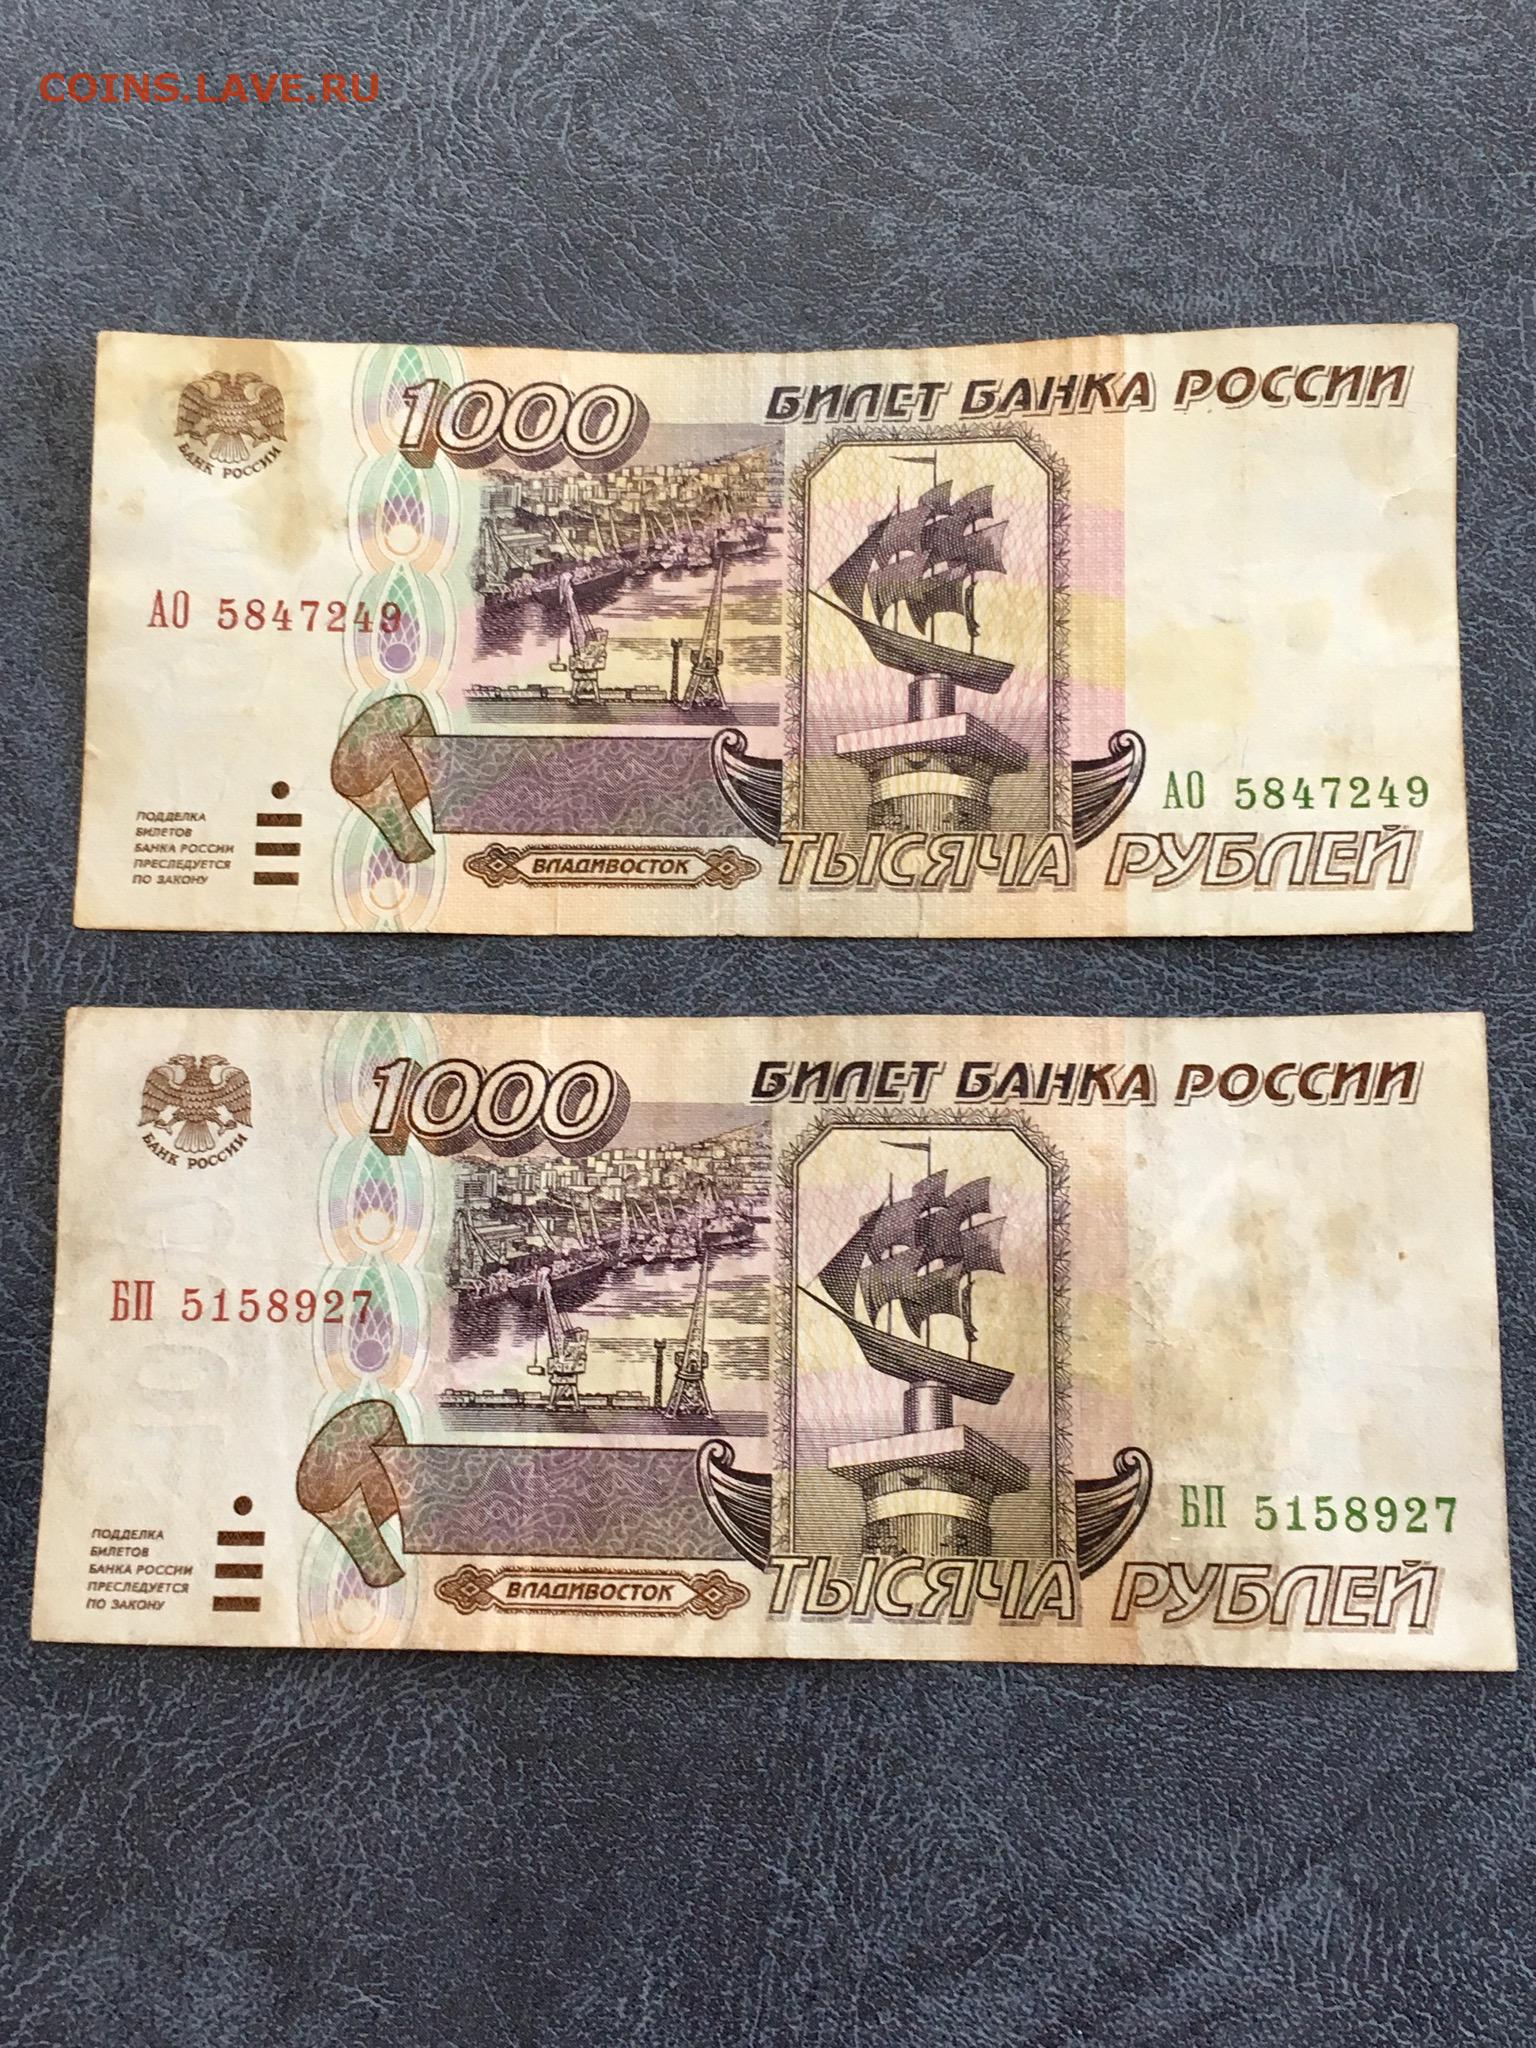 COINS.LAVE.RU
1000
БИЛЕТ БАНКА РОССИИ
БАНК РОССИИ
АО 5847249
АО 5847249
ПОДДЕЛКА
БИЛЕТОВ
БАНКА РОССИИ
ПРЕСЛЕДУЕТСЯ
ПО ЗАКОНУ
ВЛАДИВОСТОК
ТЫСЯЧА РУБЛЕЙ
1000
БИЛЕТ БАНКА РОССИИ
БАНК РОССИИ
БП 5158927
БП 5158927
ПОДДЕЛКА
БИЛЕТОВ
БАНКА РОССИИ
ПРЕСЛЕДУЕТСЯ
ПО ЗАКОНУ
ВЛАДИВОСТОК
ТЫСЯЧА РУБЛЕЙ